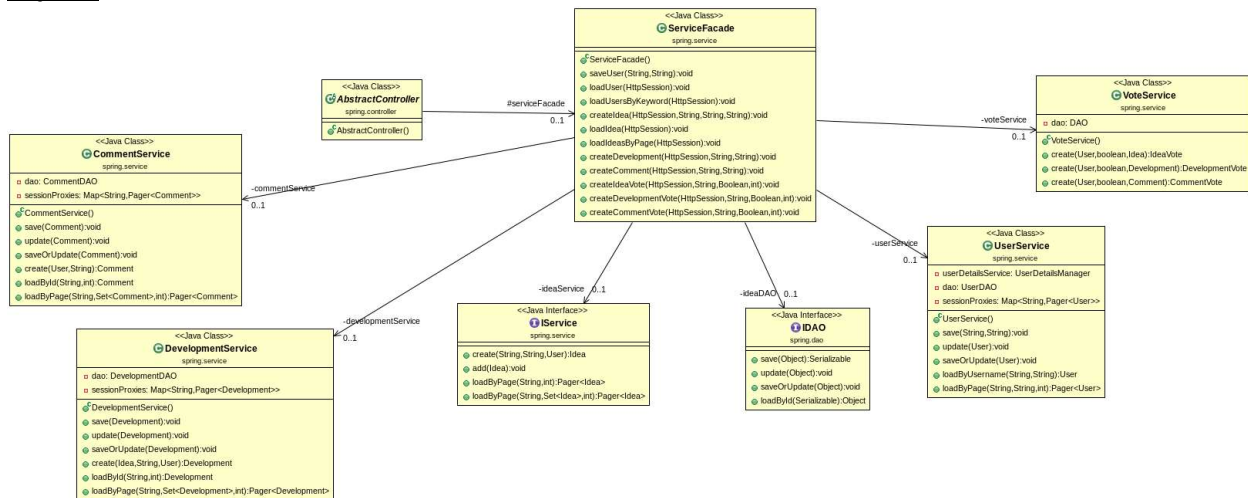 <<Java Class>>
ServiceFacade
spring.service
ServiceFacade()
saveUser(String,String):void
loadUser(HttpSession):void
loadUsersByKeyword(HttpSession):void
createIdea(HttpSession,String,String,String):void
loadIdea(HttpSession):void
loadIdeasByPage(HttpSession):void
createDevelopment(HttpSession,String,String):void
createComment(HttpSession,String,String):void
createIdeaVote(HttpSession,String,Boolean,int):void
createDevelopmentVote(HttpSession,String,Boolean,int):void
createCommentVote(HttpSession,String,Boolean,int):void
<<Java Class>>
AbstractController
spring.controller
AbstractController()
#serviceFacade
0..1
<<Java Class>>
VoteService
spring.service
dao: DAO
VoteService()
create(User,boolean,Idea):IdeaVote
create(User,boolean,Development):DevelopmentVote
create(User,boolean,Comment):CommentVote
-voteService
0..1
<<Java Class>>
CommentService
spring.service
dao: CommentDAO
sessionProxies: Map<String,Pager<Comment>>
CommentService()
save(Comment):void
update(Comment):void
saveOrUpdate(Comment):void
create(User,String):Comment
loadById(String,int):Comment
loadByPage(String,Set<Comment>,int):Pager<Comment>
-commentService
0..1
<<Java Class>>
UserService
spring.service
userDetailsService: UserDetailsManager
dao: UserDAO
sessionProxies: Map<String,Pager<User>>
UserService()
save(String,String):void
update(User):void
saveOrUpdate(User):void
loadByUsername(String,String):User
loadByPage(String,String,int):Pager<User>
-userService
0..1
-ideaService
0..1
<<Java Interface>>
IService
spring.service
create(String,String,User):Idea
add(Idea):void
loadByPage(String,int):Pager<Idea>
loadByPage(String,Set<Idea>,int):Pager<Idea>
-ideaDAO
0..1
<<Java Interface>>
IDAO
spring.dao
save(Object):Serializable
update(Object):void
saveOrUpdate(Object):void
loadById(Serializable):Object
-developmentService
0..1
<<Java Class>>
DevelopmentService
spring.service
dao: DevelopmentDAO
sessionProxies: Map<String,Pager<Development>>
DevelopmentService()
save(Development):void
update(Development):void
saveOrUpdate(Development):void
create(Idea,String,User):Development
loadById(String,int):Development
loadByPage(String,Set<Development>,int):Pager<Development>